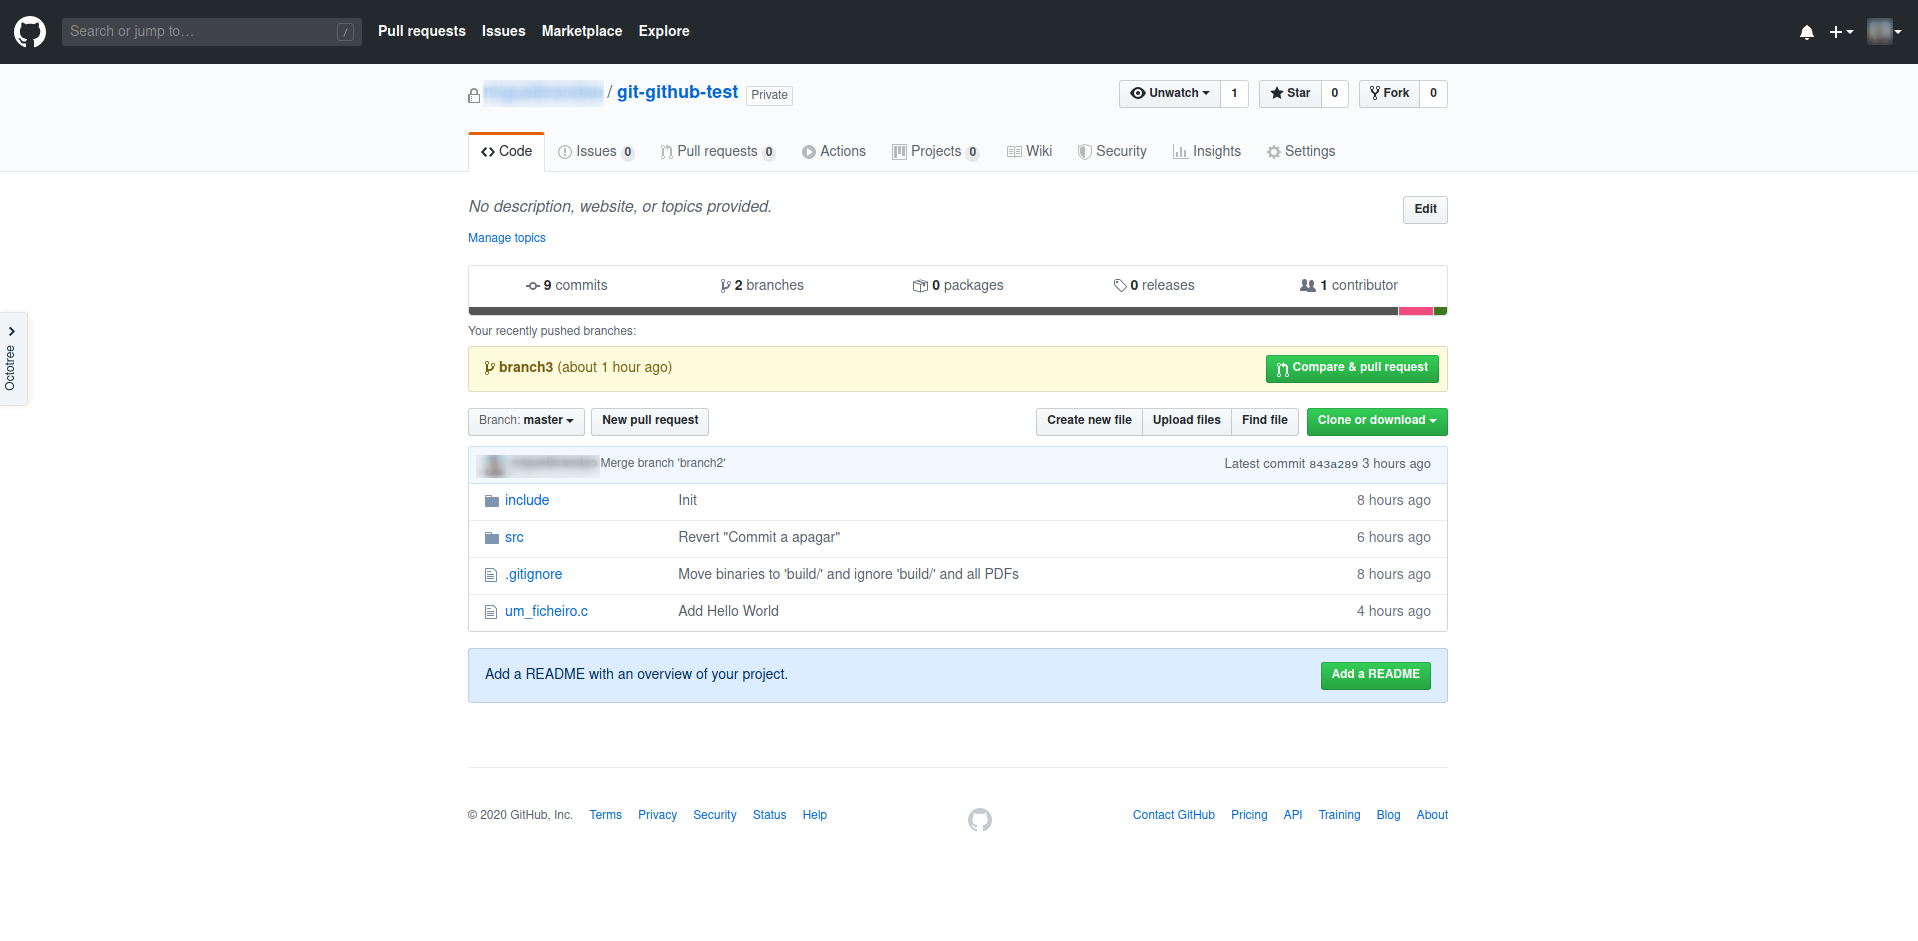 Search or jump to… /
Pull requests Issues Marketplace Explore
/ git-github-test Private
Unwatch 1 Star 0 Fork 0
Code Issues 0 Pull requests 0 Actions Projects 0 Wiki Security Insights Settings
No description, website, or topics provided. Edit
Manage topics
9 commits 2 branches 0 packages 0 releases 1 contributor
Your recently pushed branches:
branch3 (about 1 hour ago) Compare & pull request
Octotree
Branch: master New pull request Create new file Upload files Find file Clone or download
Merge branch 'branch2' Latest commit 843a289 3 hours ago
include Init 8 hours ago
src Revert "Commit a apagar" 6 hours ago
.gitignore Move binaries to 'build/' and ignore 'build/' and all PDFs 8 hours ago
um_ficheiro.c Add Hello World 4 hours ago
Add a README with an overview of your project. Add a README
© 2020 GitHub, Inc. Terms Privacy Security Status Help Contact GitHub Pricing API Training Blog About